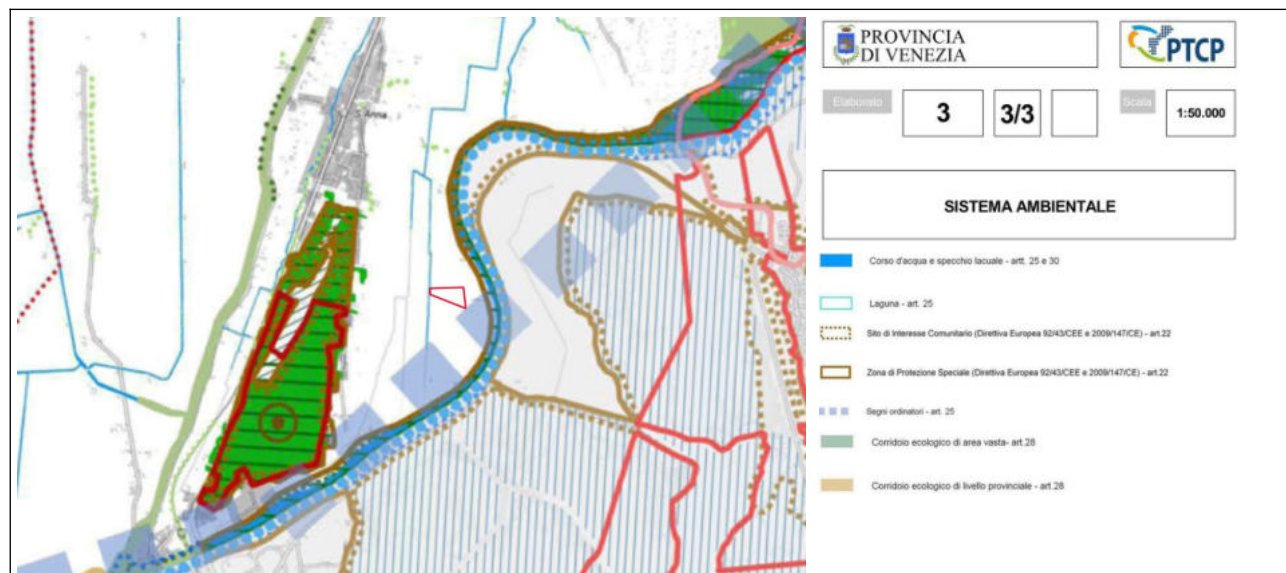 S. Anna
PROVINCIA
DI VENEZIA
PTCP
Elaborato
3
3/3
Scala
1:50.000
SISTEMA AMBIENTALE
Corso d'acqua e specchio lacuale - artt. 25 e 30
Laguna - art. 25
Sito di Interesse Comunitario (Direttiva Europea 92/43/CEE e 2009/147/CE) - art.22
Zona di Protezione Speciale (Direttiva Europea 92/43/CEE e 2009/147/CE) - art.22
Segni ordinatori - art. 25
Corridoio ecologico di area vasta- art.28
Corridoio ecologico di livello provinciale - art.28